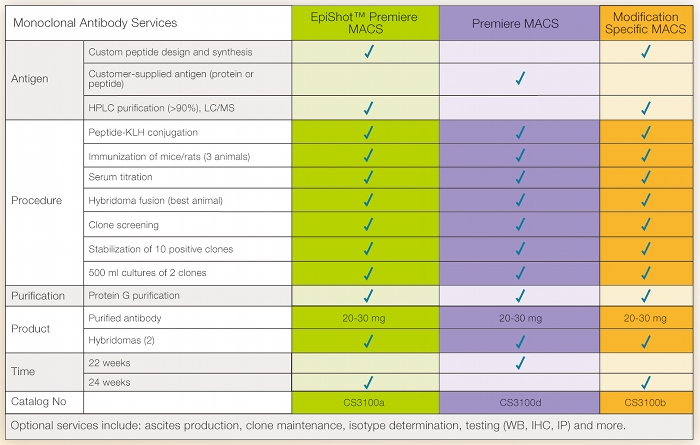 Monoclonal Antibody Services
EpiShot™ Premiere
MACS
Premiere MACS
Modification
Specific MACS
Antigen
Custom peptide design and synthesis
✓ ✓
Customer-supplied antigen (protein or
peptide)
✓
HPLC purification (>90%), LC/MS
✓ ✓
Procedure
Peptide-KLH conjugation
✓ ✓ ✓
Immunization of mice/rats (3 animals)
✓ ✓ ✓
Serum titration
✓ ✓ ✓
Hybridoma fusion (best animal)
✓ ✓ ✓
Clone screening
✓ ✓ ✓
Stabilization of 10 positive clones
✓ ✓ ✓
500 ml cultures of 2 clones
✓ ✓ ✓
Purification
Protein G purification
✓ ✓ ✓
Product
Purified antibody
20-30 mg 20-30 mg 20-30 mg
Hybridomas (2)
✓ ✓ ✓
Time
22 weeks
✓
24 weeks
✓ ✓
Catalog No
CS3100a CS3100d CS3100b
Optional services include: ascites production, clone maintenance, isotype determination, testing (WB, IHC, IP) and more.